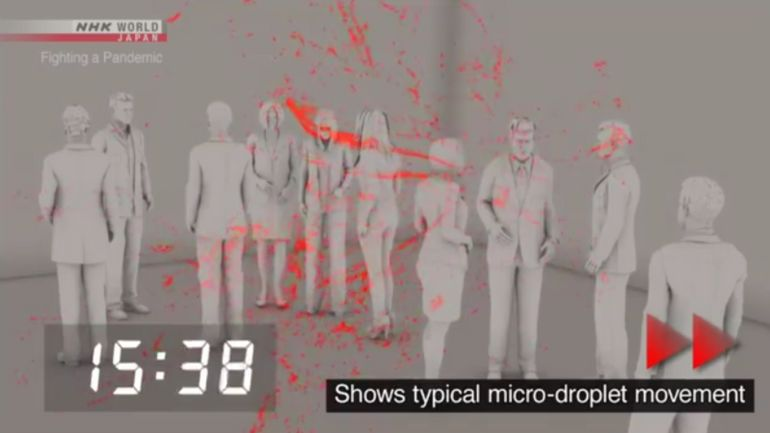 NHK WORLD
JAPAN
Fighting a Pandemic
15:38
Shows typical micro-droplet movement